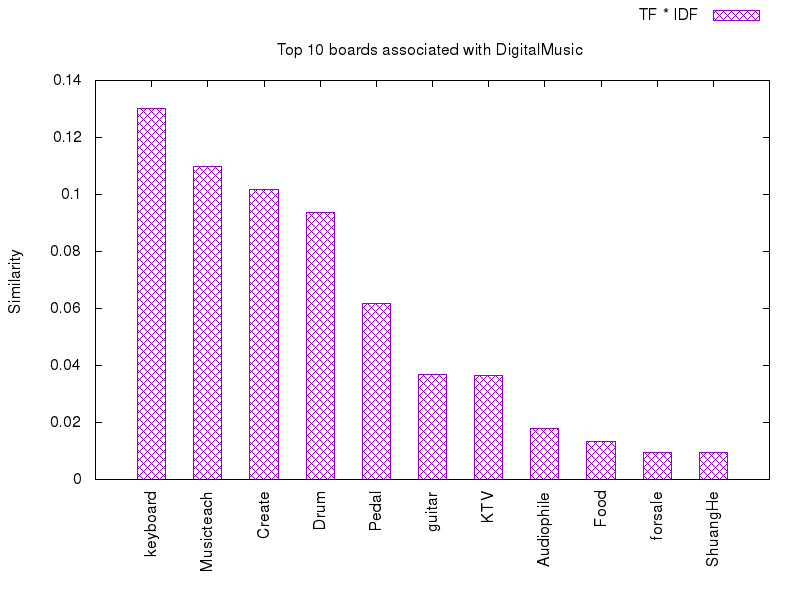 TF * IDF
Top 10 boards associated with DigitalMusic
0.14
0.12
0.1
0.08
0.06
0.04
0.02
0
Similarity
keyboard
Musicteach
Create
Drum
Pedal
guitar
KTV
Audiophile
Food
forsale
ShuangHe